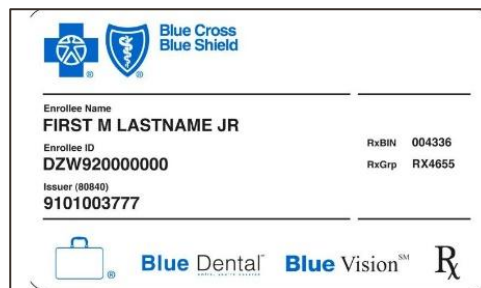 Blue Cross
Blue Shield
Enrollee Name
FIRST M LASTNAME JR
Enrollee ID
DZW920000000
Issuer (80840)
9101003777
RxBIN 004336
RxGrp RX4655
Blue Dental
Blue Vision SM
Rx